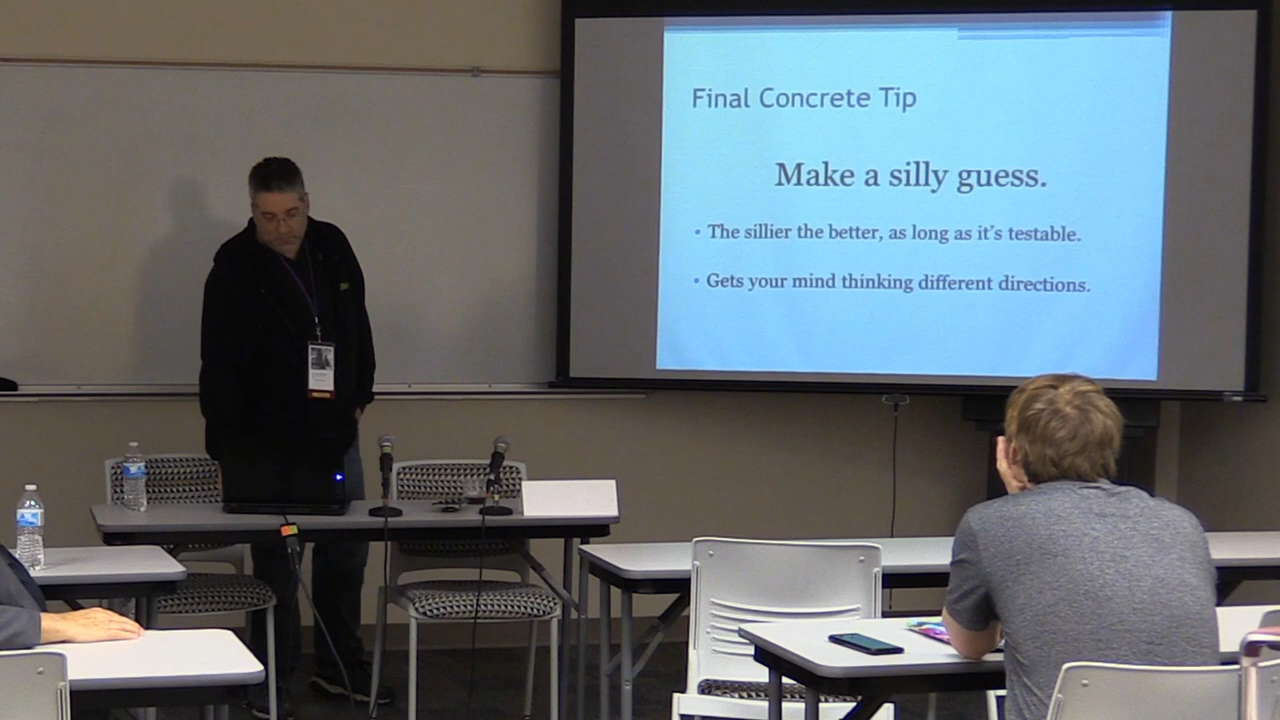 Final Concrete Tip
Make a silly guess.
• The sillier the better, as long as it's testable.
• Gets your mind thinking different directions.